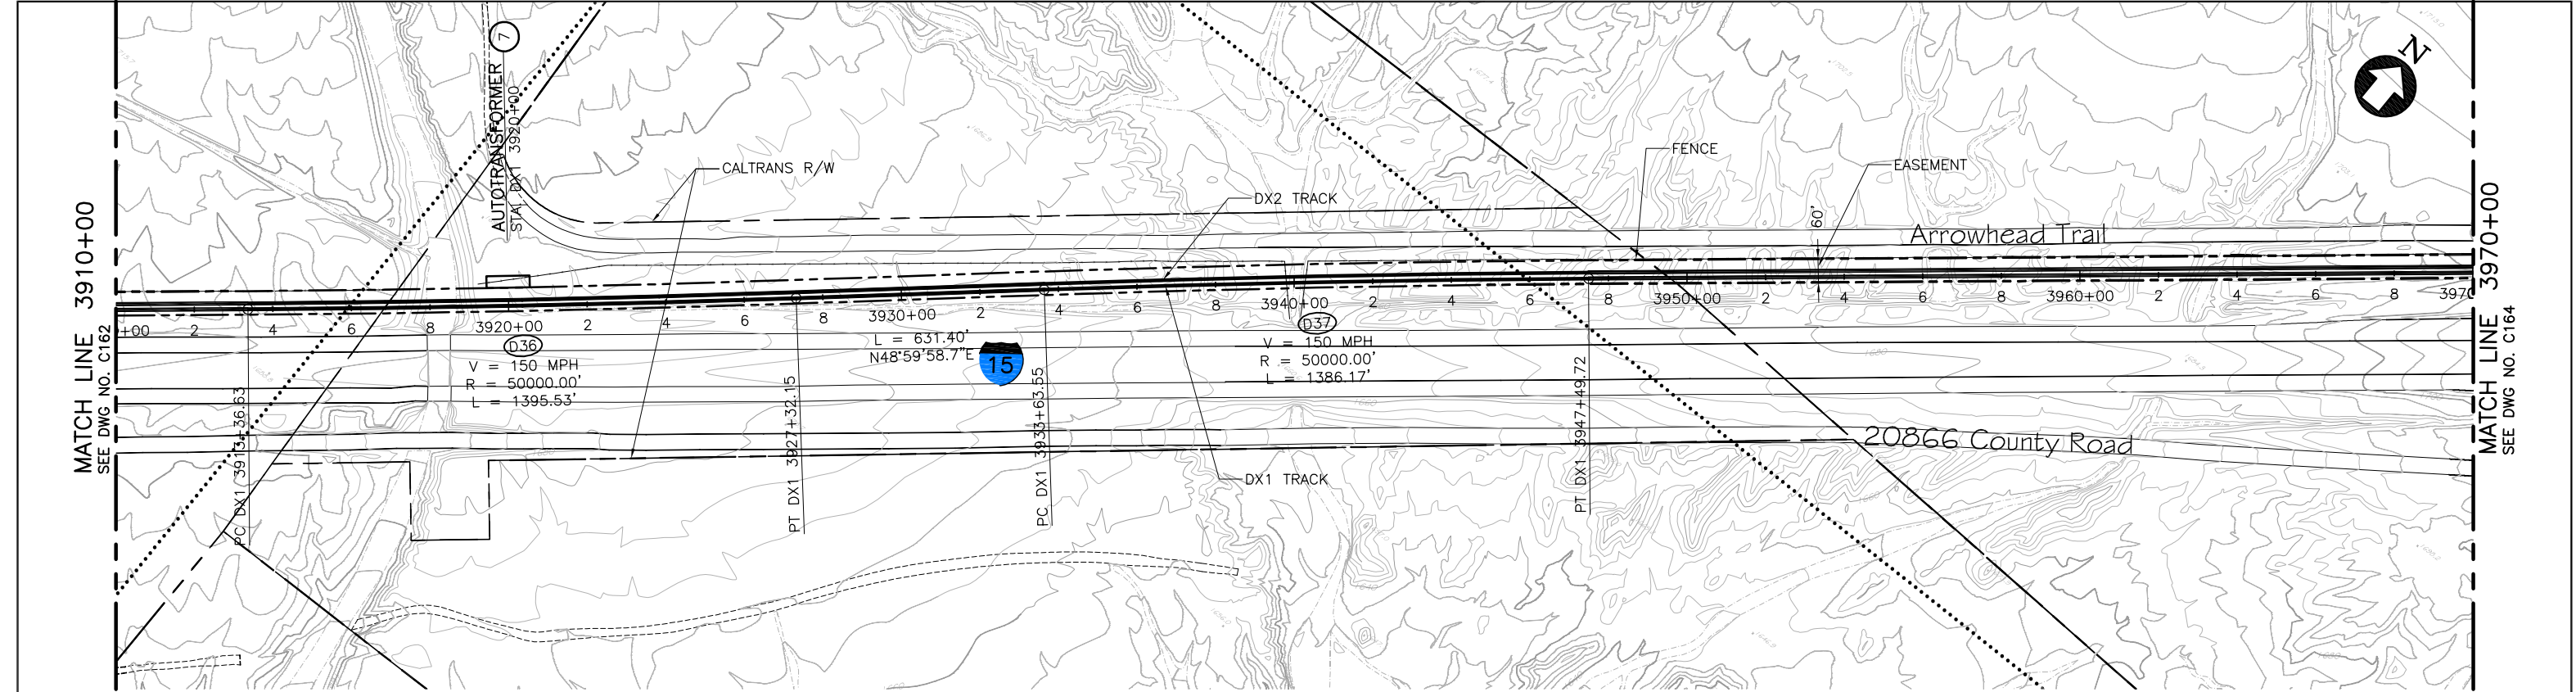 MATCH LINE 3910+00
SEE DWG NO. C162
7
AUTOTRANSFORMER
STA. DX1 3920+00
CALTRANS R/W
DX2 TRACK
FENCE
EASEMENT
60'
N
Arrowhead Trail
+00 2 4 6 8 3920+00 2 4 6 8 3930+00 2 4 6 8 3940+00 2 4 6 8 3950+00 2 4 6 8 3960+00 2 4 6 8 3970
D36
V = 150 MPH
R = 50000.00'
L = 1395.53'
L = 631.40'
N48°59'58.7"E
15
D37
V = 150 MPH
R = 50000.00'
L = 1386.17'
PC DX1 3913+36.63
PT DX1 3927+32.15
PC DX1 3933+63.55
PT DX1 3947+49.72
DX1 TRACK
20866 County Road
MATCH LINE 3970+00
SEE DWG NO. C164